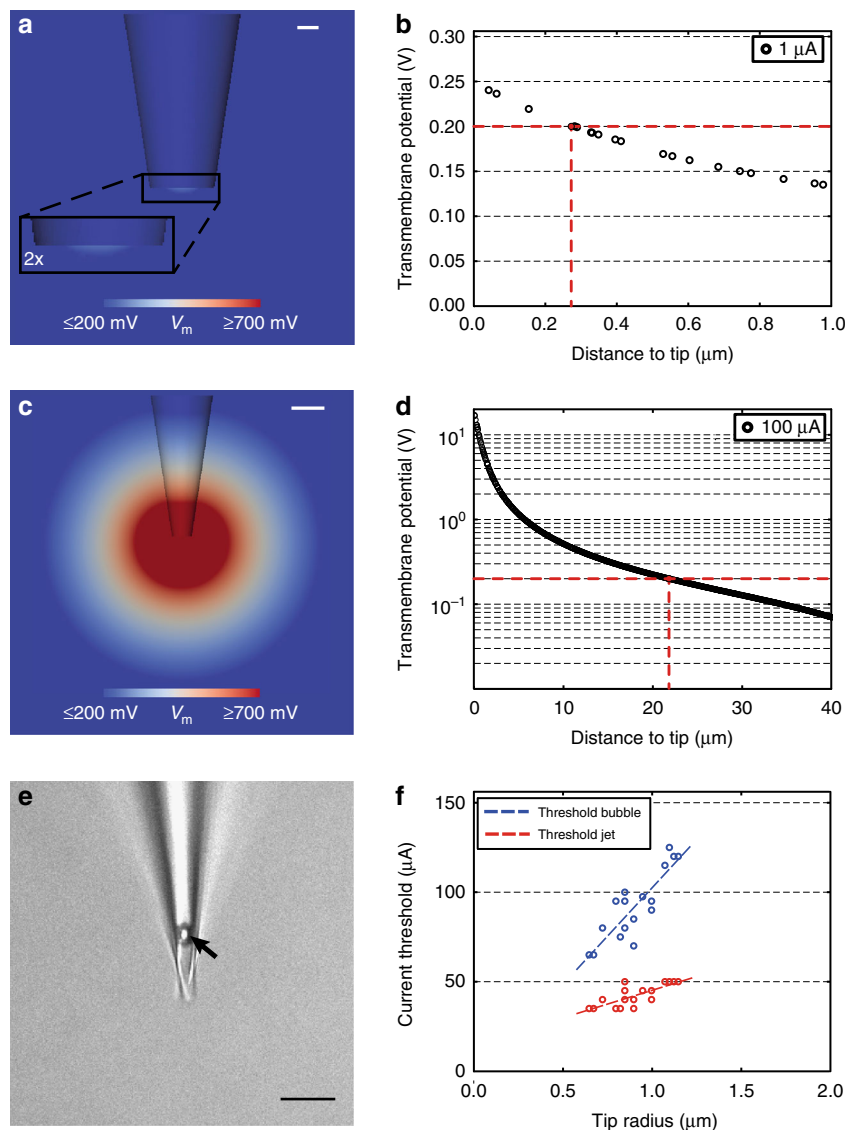 a
2x
≤200 mV Vm ≥700 mV
b
Transmembrane potential (V)
0.30
0.25
0.20
0.15
0.10
0.05
0.00
1 μA
0.0 0.2 0.4 0.6 0.8 1.0
Distance to tip (μm)
c
≤200 mV Vm ≥700 mV
d
Transmembrane potential (V)
10¹
10⁰
10⁻¹
100 μA
0 10 20 30 40
Distance to tip (μm)
e
f
Current threshold (μA)
150
100
50
0
Threshold bubble
Threshold jet
0.0 0.5 1.0 1.5 2.0
Tip radius (μm)